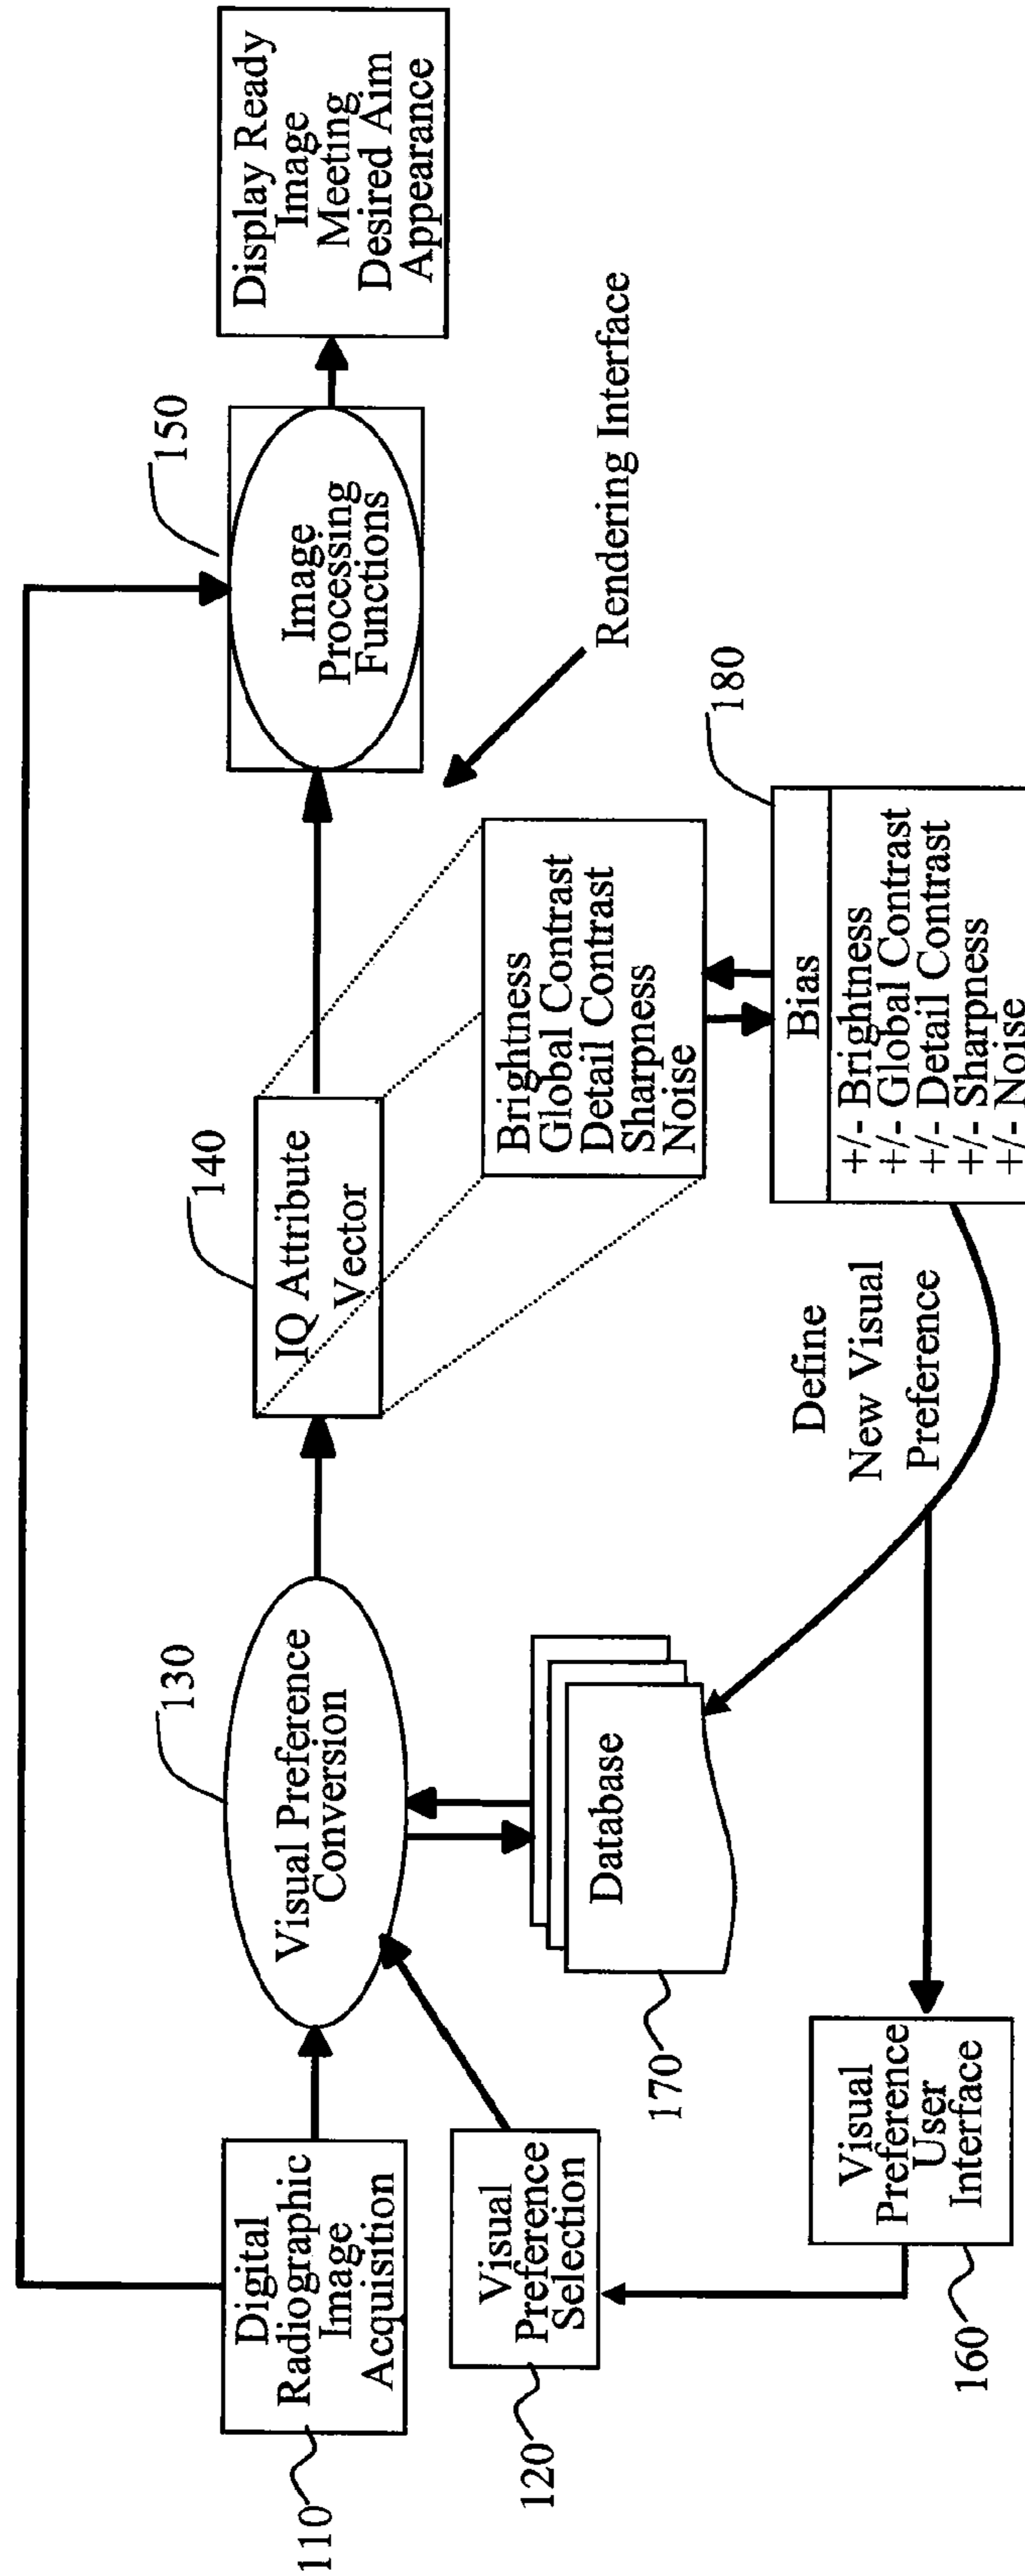 110
Digital
Radiographic
Image
Acquisition
120
Visual
Preference
Selection
130
Visual Preference
Conversion
170
Database
160
Visual
Preference
User
Interface
140
IQ Attribute
Vector
Brightness
Global Contrast
Detail Contrast
Sharpness
Noise
Define
New Visual
Preference
180
Bias
+/- Brightness
+/- Global Contrast
+/- Detail Contrast
+/- Sharpness
+/- Noise
150
Image
Processing
Functions
Rendering Interface
Display Ready
Image
Meeting
Desired Aim
Appearance